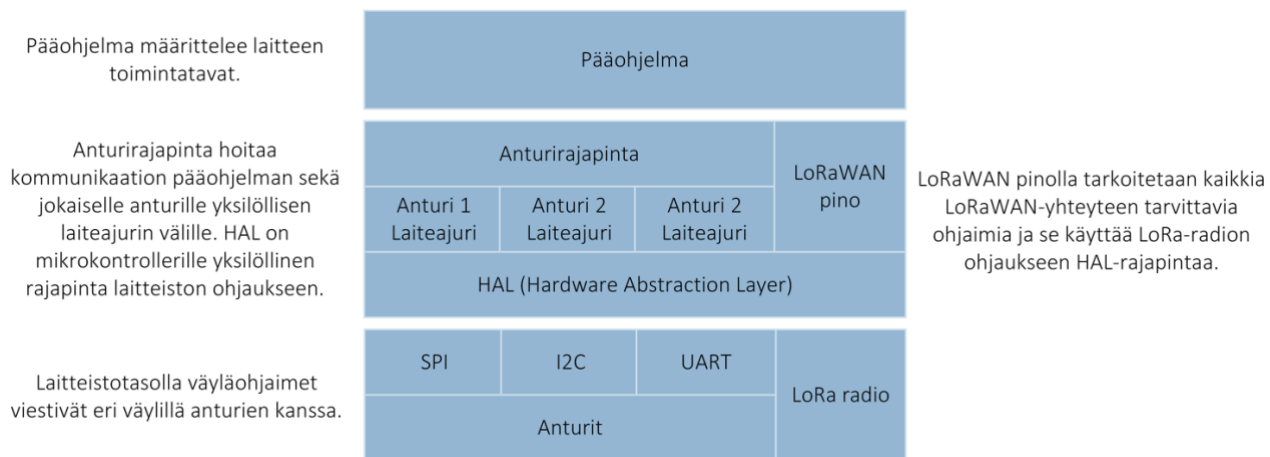 Pääohjelma määrittelee laitteen
toimintatavat.
Pääohjelma
Anturirajapinta hoitaa
kommunikaation pääohjelman sekä
jokaiselle anturille yksilöllisen
laiteajurin välille. HAL on
mikrokontrollerille yksilöllinen
rajapinta laitteiston ohjaukseen.
Anturirajapinta
LoRaWAN
pino
Anturi 1
Laiteajuri
Anturi 2
Laiteajuri
Anturi 2
Laiteajuri
HAL (Hardware Abstraction Layer)
LoRaWAN pinolla tarkoitetaan kaikkia
LoRaWAN-yhteyteen tarvittavia
ohjaimia ja se käyttää LoRa-radion
ohjaukseen HAL-rajapintaa.
Laitteistotasolla väyläohjaimet
viestivät eri väylillä anturien kanssa.
SPI
I2C
UART
LoRa radio
Anturit